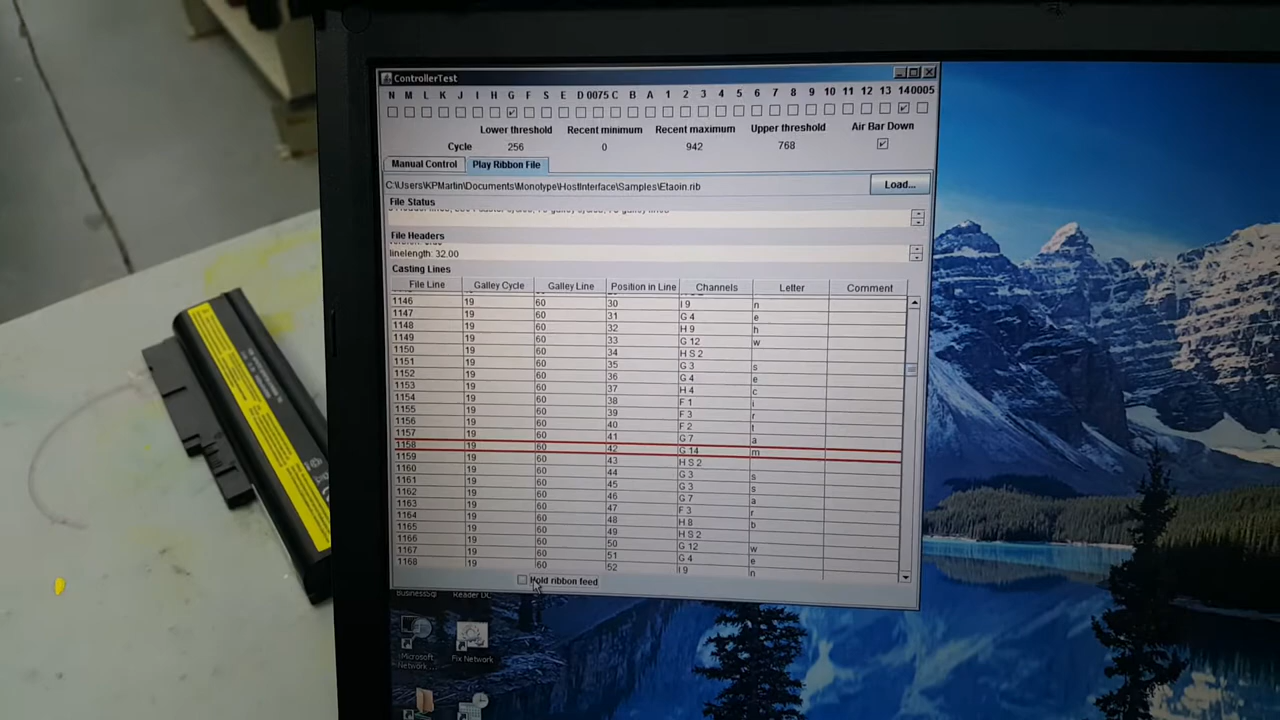 ControllerTest
N M L K J I H G F S E D 0075 C B A 1 2 3 4 5 6 7 8 9 10 11 12 13 14 0005
Lower threshold Recent minimum Recent maximum Upper threshold Air Bar Down
Cycle 256 0 942 768
Manual Control Play Ribbon File
C:\Users\KPMartin\Documents\Monotype\HostInterface\Samples\Etaoin.rib Load...
File Status
File Headers
linelength: 32.00
Casting Lines
File Line Galley Cycle Galley Line Position in Line Channels Letter Comment
1146 19 60 30 I 9 n
1147 19 60 31 G 4 e
1148 19 60 32 H 9 h
1149 19 60 33 G 12 w
1150 19 60 34 H S 2
1151 19 60 35 G 3 s
1152 19 60 36 G 4 e
1153 19 60 37 H 4 c
1154 19 60 38 F 1 i
1155 19 60 39 F 3 r
1156 19 60 40 F 2 t
1157 19 60 41 G 7 a
1158 19 60 42 G 14 m
1159 19 60 43 H S 2
1160 19 60 44 G 3 s
1161 19 60 45 G 3 s
1162 19 60 46 G 7 a
1163 19 60 47 F 3 r
1164 19 60 48 H 8 b
1165 19 60 49 H S 2
1166 19 60 50 G 12 w
1167 19 60 51 G 4 e
1168 19 60 52 I 9 n
Hold ribbon feed
Reader DC
Microsoft Fix Network
Network ...